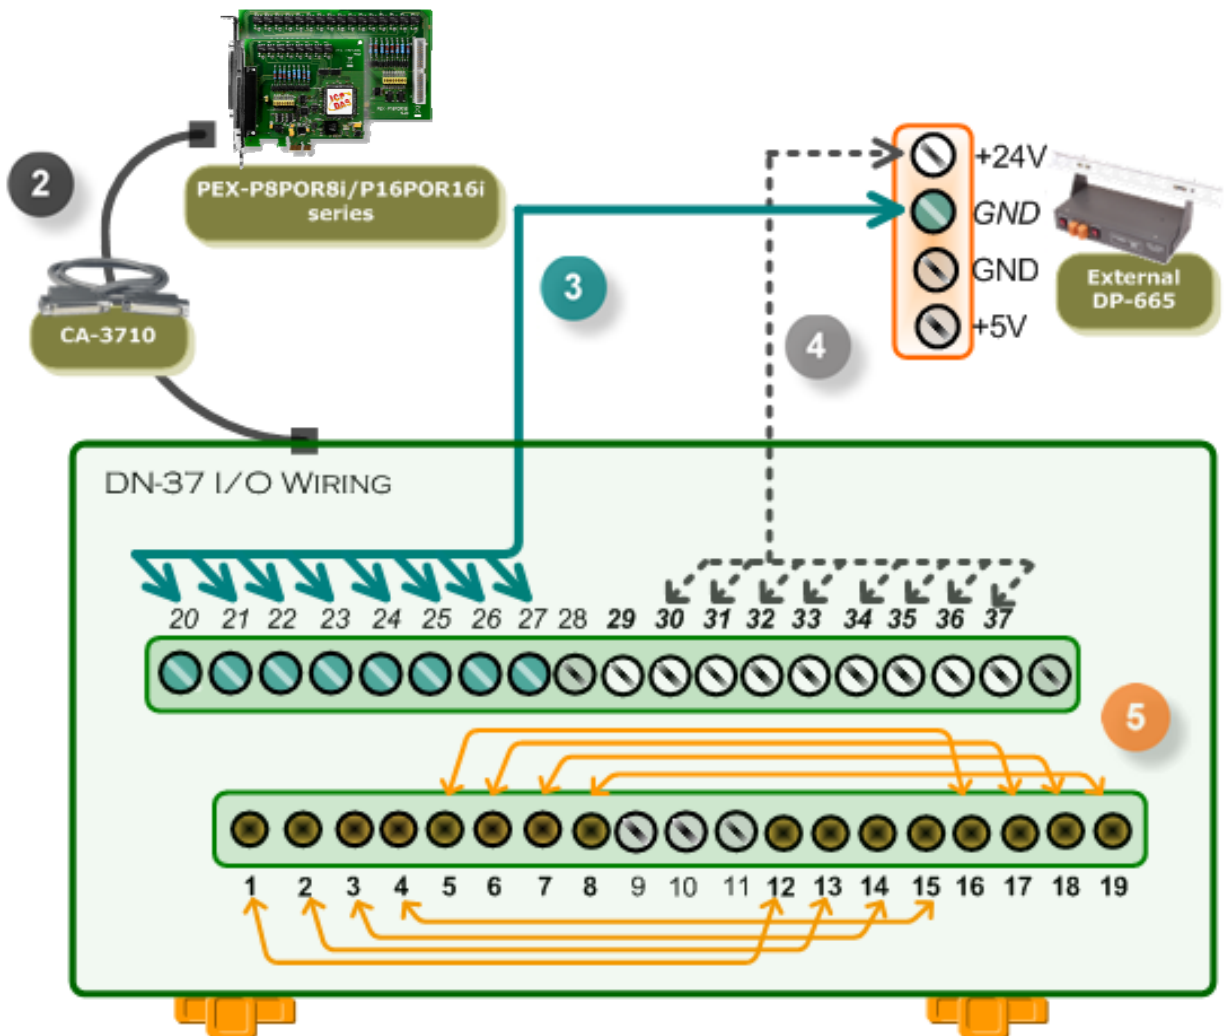 2
PEX-P8POR8i/P16POR16i
series
CA-3710
3
4
+24V
GND
GND
+5V
External
DP-665
DN-37 I/O WIRING
20 21 22 23 24 25 26 27 28 29 30 31 32 33 34 35 36 37
5
1 2 3 4 5 6 7 8 9 10 11 12 13 14 15 16 17 18 19